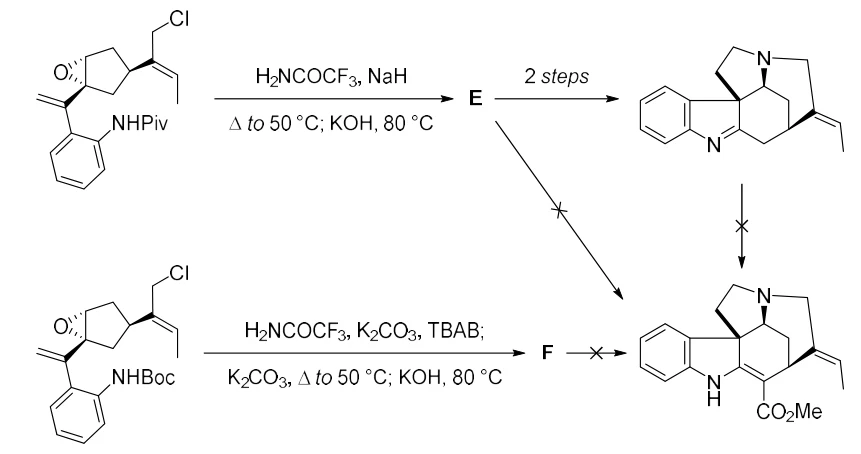 Cl
O
NHPiv
H₂NCOCF₃, NaH
Δ to 50 °C; KOH, 80 °C
E
2 steps
N
N
Cl
O
NHBoc
H₂NCOCF₃, K₂CO₃, TBAB;
K₂CO₃, Δ to 50 °C; KOH, 80 °C
F
N
N
H
CO₂Me